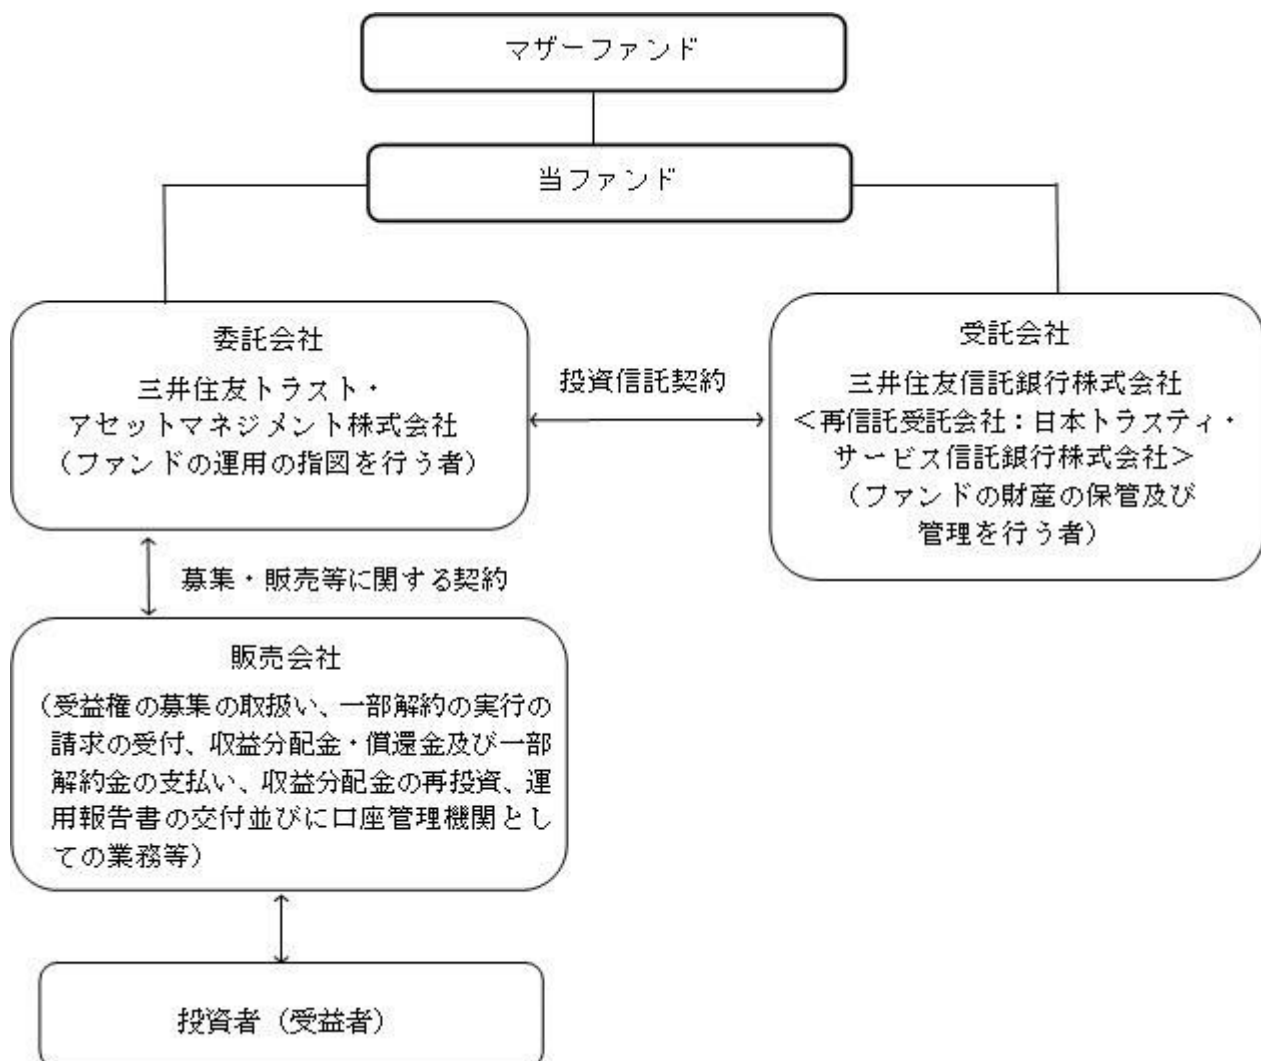 マザーファンド
当ファンド
委託会社
三井住友トラスト・
アセットマネジメント株式会社
（ファンドの運用の指図を行う者）
投資信託契約
受託会社
三井住友信託銀行株式会社
＜再信託受託会社：日本トラスティ・
サービス信託銀行株式会社＞
（ファンドの財産の保管及び
管理を行う者）
募集・販売等に関する契約
販売会社
（受益権の募集の取扱い、一部解約の実行の
請求の受付、収益分配金・償還金及び一部
解約金の支払い、収益分配金の再投資、運
用報告書の交付並びに口座管理機関とし
ての業務等）
投資者（受益者）